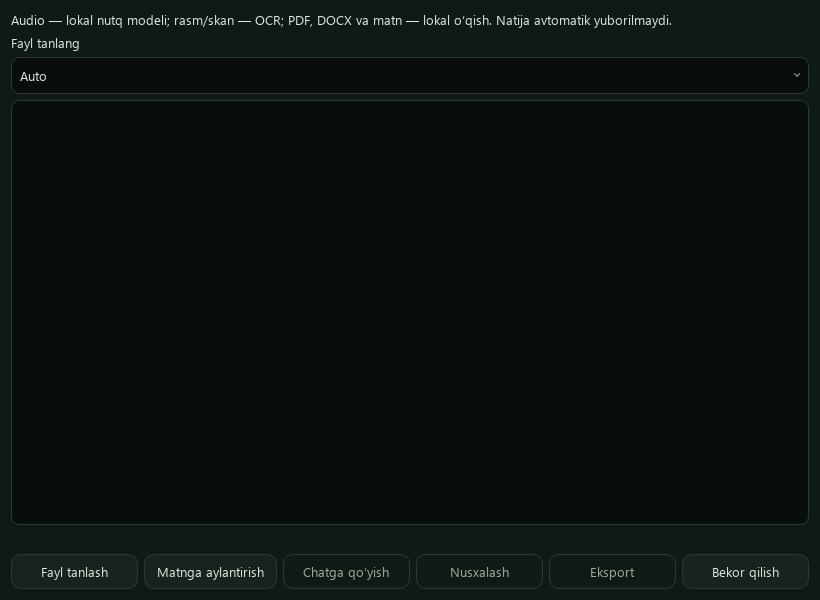 Audio — lokal nutq modeli; rasm/skan — OCR; PDF, DOCX va matn — lokal o‘qish. Natija avtomatik yuborilmaydi.
Fayl tanlang
Auto
Fayl tanlash
Matnga aylantirish
Chatga qo‘yish
Nusxalash
Eksport
Bekor qilish